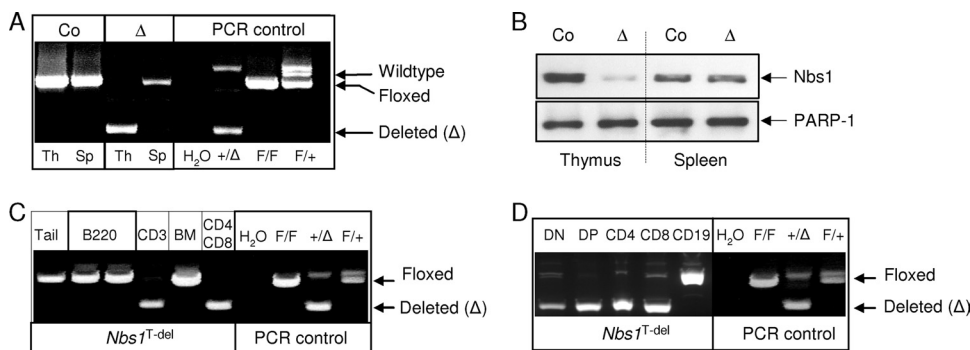 A
Co Δ PCR control
Wildtype
Floxed
Deleted (Δ)
Th Sp Th Sp H₂O +/Δ F/F F/+
B
Co Δ Co Δ
Nbs1
PARP-1
Thymus Spleen
C
Tail B220 CD3 BM CD4 CD8 H₂O F/F +/Δ F/+
Floxed
Deleted (Δ)
Nbs1ᵀ⁻ᵈᵉˡ PCR control
D
DN DP CD4 CD8 CD19 H₂O F/F +/Δ F/+
Floxed
Deleted (Δ)
Nbs1ᵀ⁻ᵈᵉˡ PCR control